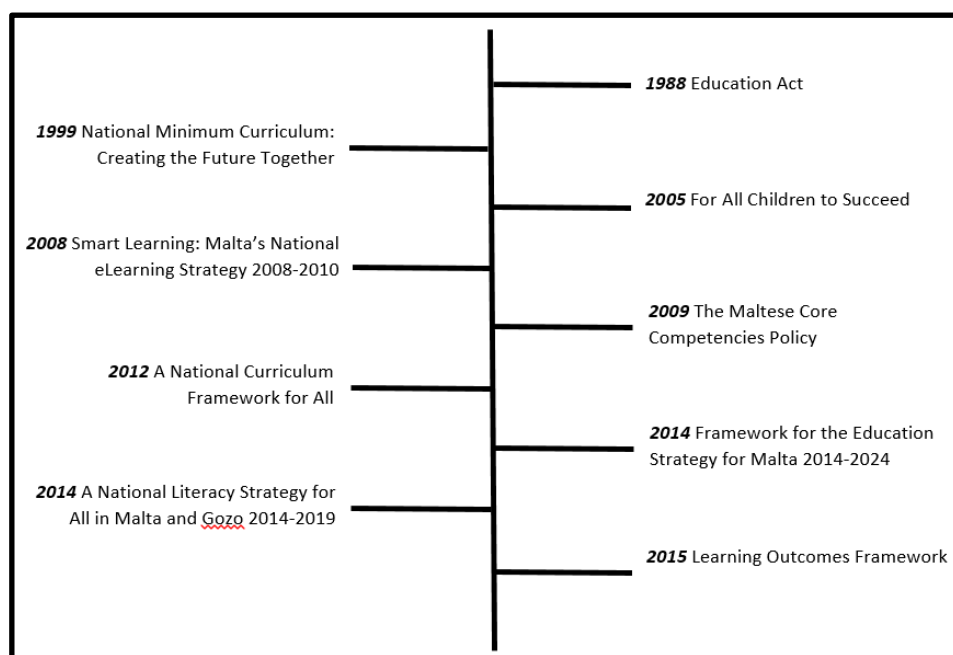 1988 Education Act
1999 National Minimum Curriculum:
Creating the Future Together
2005 For All Children to Succeed
2008 Smart Learning: Malta’s National
eLearning Strategy 2008-2010
2009 The Maltese Core
Competencies Policy
2012 A National Curriculum
Framework for All
2014 Framework for the Education
Strategy for Malta 2014-2024
2014 A National Literacy Strategy for
All in Malta and Gozo 2014-2019
2015 Learning Outcomes Framework